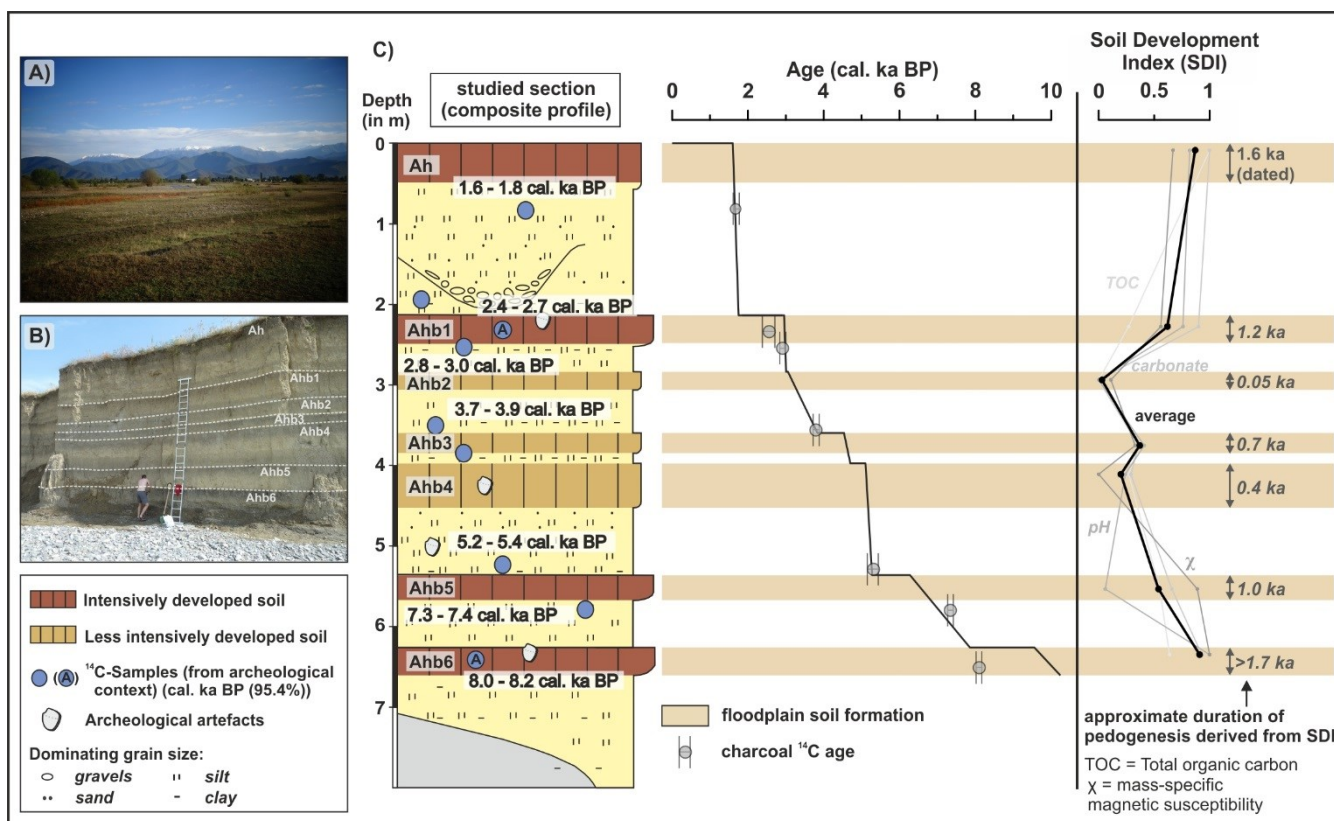 A)
B)
Ah
Ahb1
Ahb2
Ahb3
Ahb4
Ahb5
Ahb6
Intensively developed soil
Less intensively developed soil
¹⁴C-Samples (from archeological
(A) context) (cal. ka BP (95.4%))
Archeological artefacts
Dominating grain size:
gravels silt
sand clay
C)
Depth
(in m)
studied section
(composite profile)
0
1
2
3
4
5
6
7
Ah
1.6 - 1.8 cal. ka BP
2.4 - 2.7 cal. ka BP
Ahb1 A
2.8 - 3.0 cal. ka BP
Ahb2
3.7 - 3.9 cal. ka BP
Ahb3
Ahb4
5.2 - 5.4 cal. ka BP
Ahb5
7.3 - 7.4 cal. ka BP
Ahb6 A
8.0 - 8.2 cal. ka BP
Age (cal. ka BP)
0 2 4 6 8 10
floodplain soil formation
charcoal ¹⁴C age
Soil Development
Index (SDI)
0 0.5 1
1.6 ka
(dated)
TOC
1.2 ka
carbonate
0.05 ka
average
0.7 ka
0.4 ka
pH
χ
1.0 ka
>1.7 ka
approximate duration of
pedogenesis derived from SDI
TOC = Total organic carbon
χ = mass-specific
magnetic susceptibility